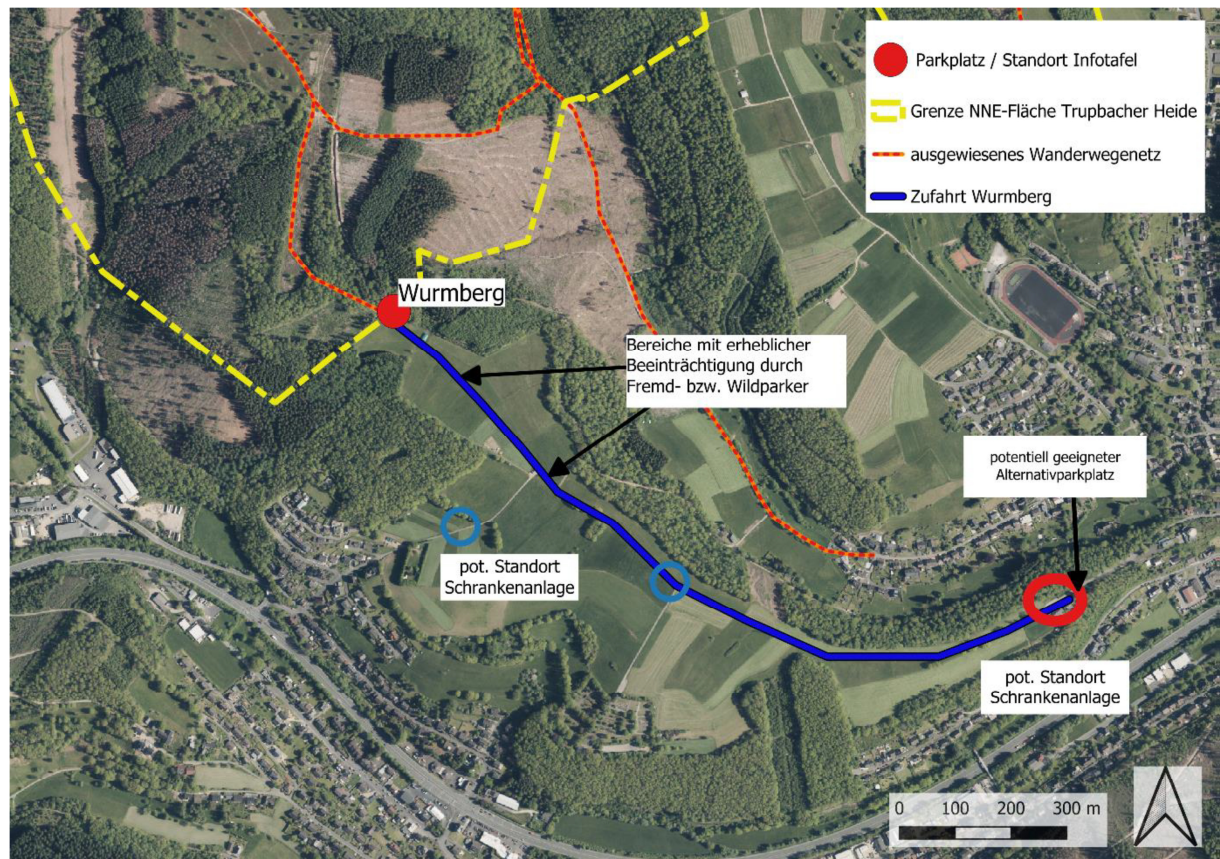 Parkplatz / Standort Infotafel
Grenze NNE-Fläche Trupbacher Heide
ausgewiesenes Wanderwegenetz
Zufahrt Wurmberg
Wurmberg
Bereiche mit erheblicher
Beeinträchtigung durch
Fremd- bzw. Wildparker
potentiell geeigneter
Alternativparkplatz
pot. Standort
Schrankenanlage
pot. Standort
Schrankenanlage
0 100 200 300 m